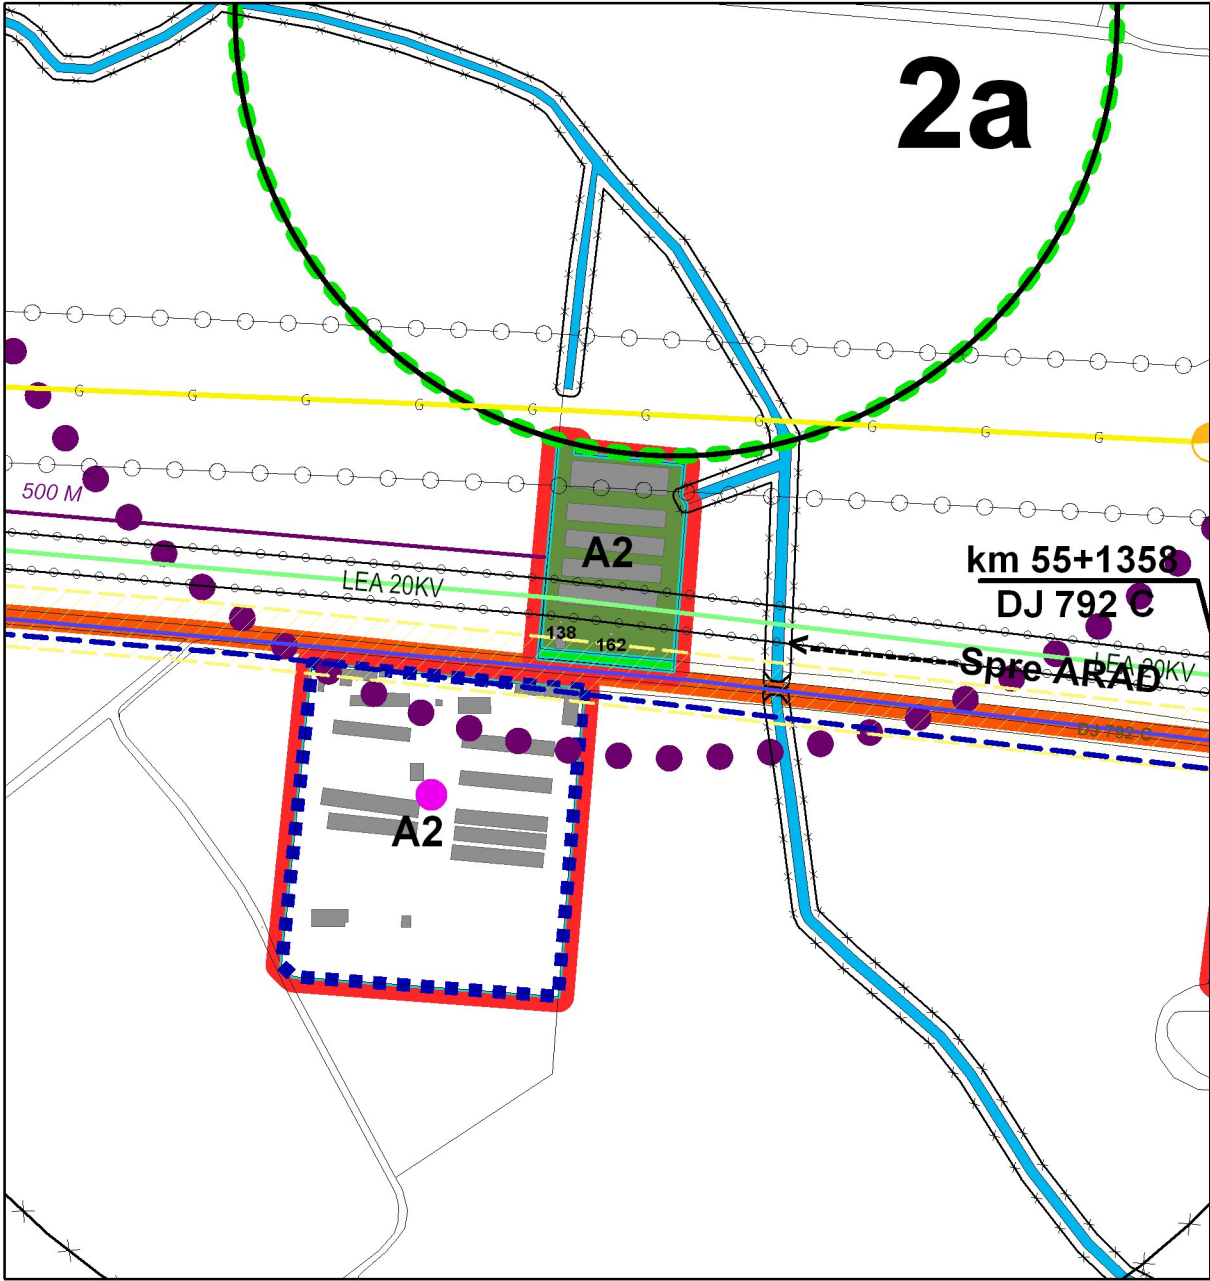 2a
G G G G G G G G G G
500 M
A2
km 55+1358
DJ 792 C
LEA 20KV
138
162
Spre ARAD
LEA 20KV
DJ 792 C
A2